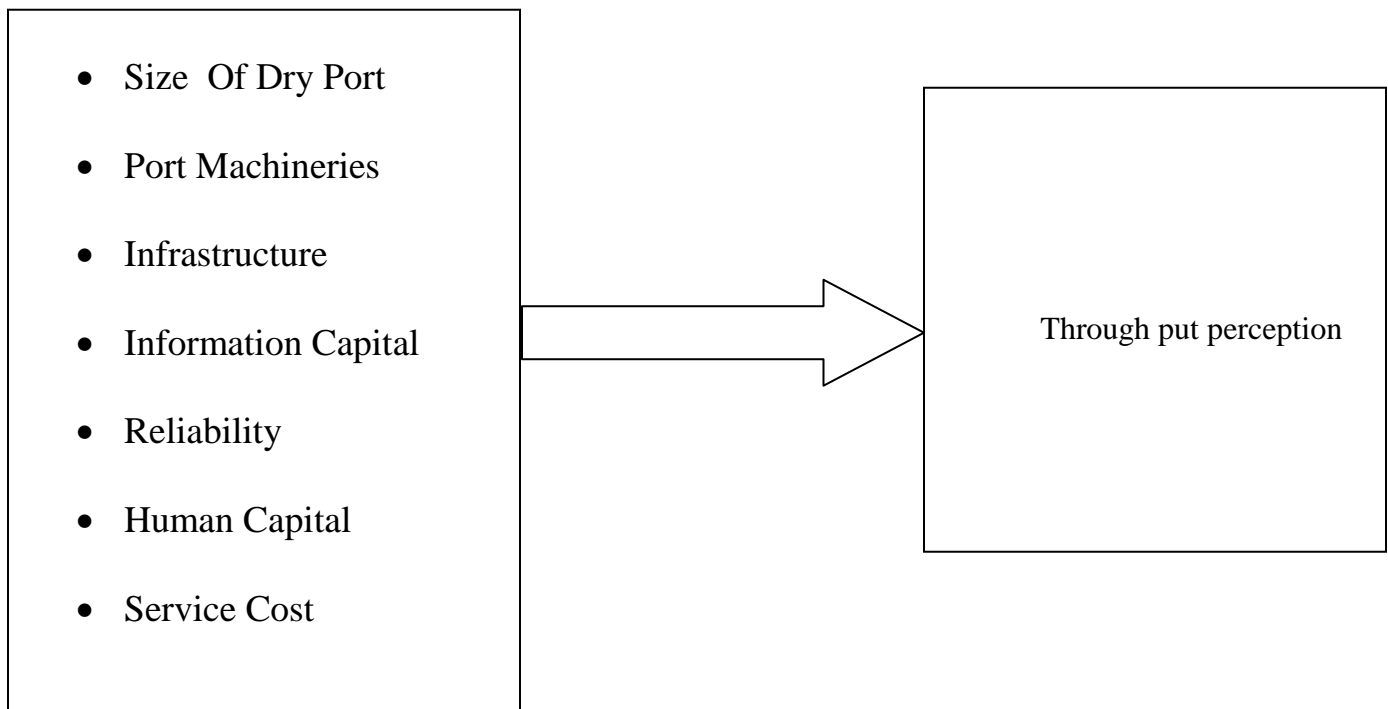 • Size Of Dry Port
• Port Machineries
• Infrastructure
• Information Capital
• Reliability
• Human Capital
• Service Cost
Through put perception